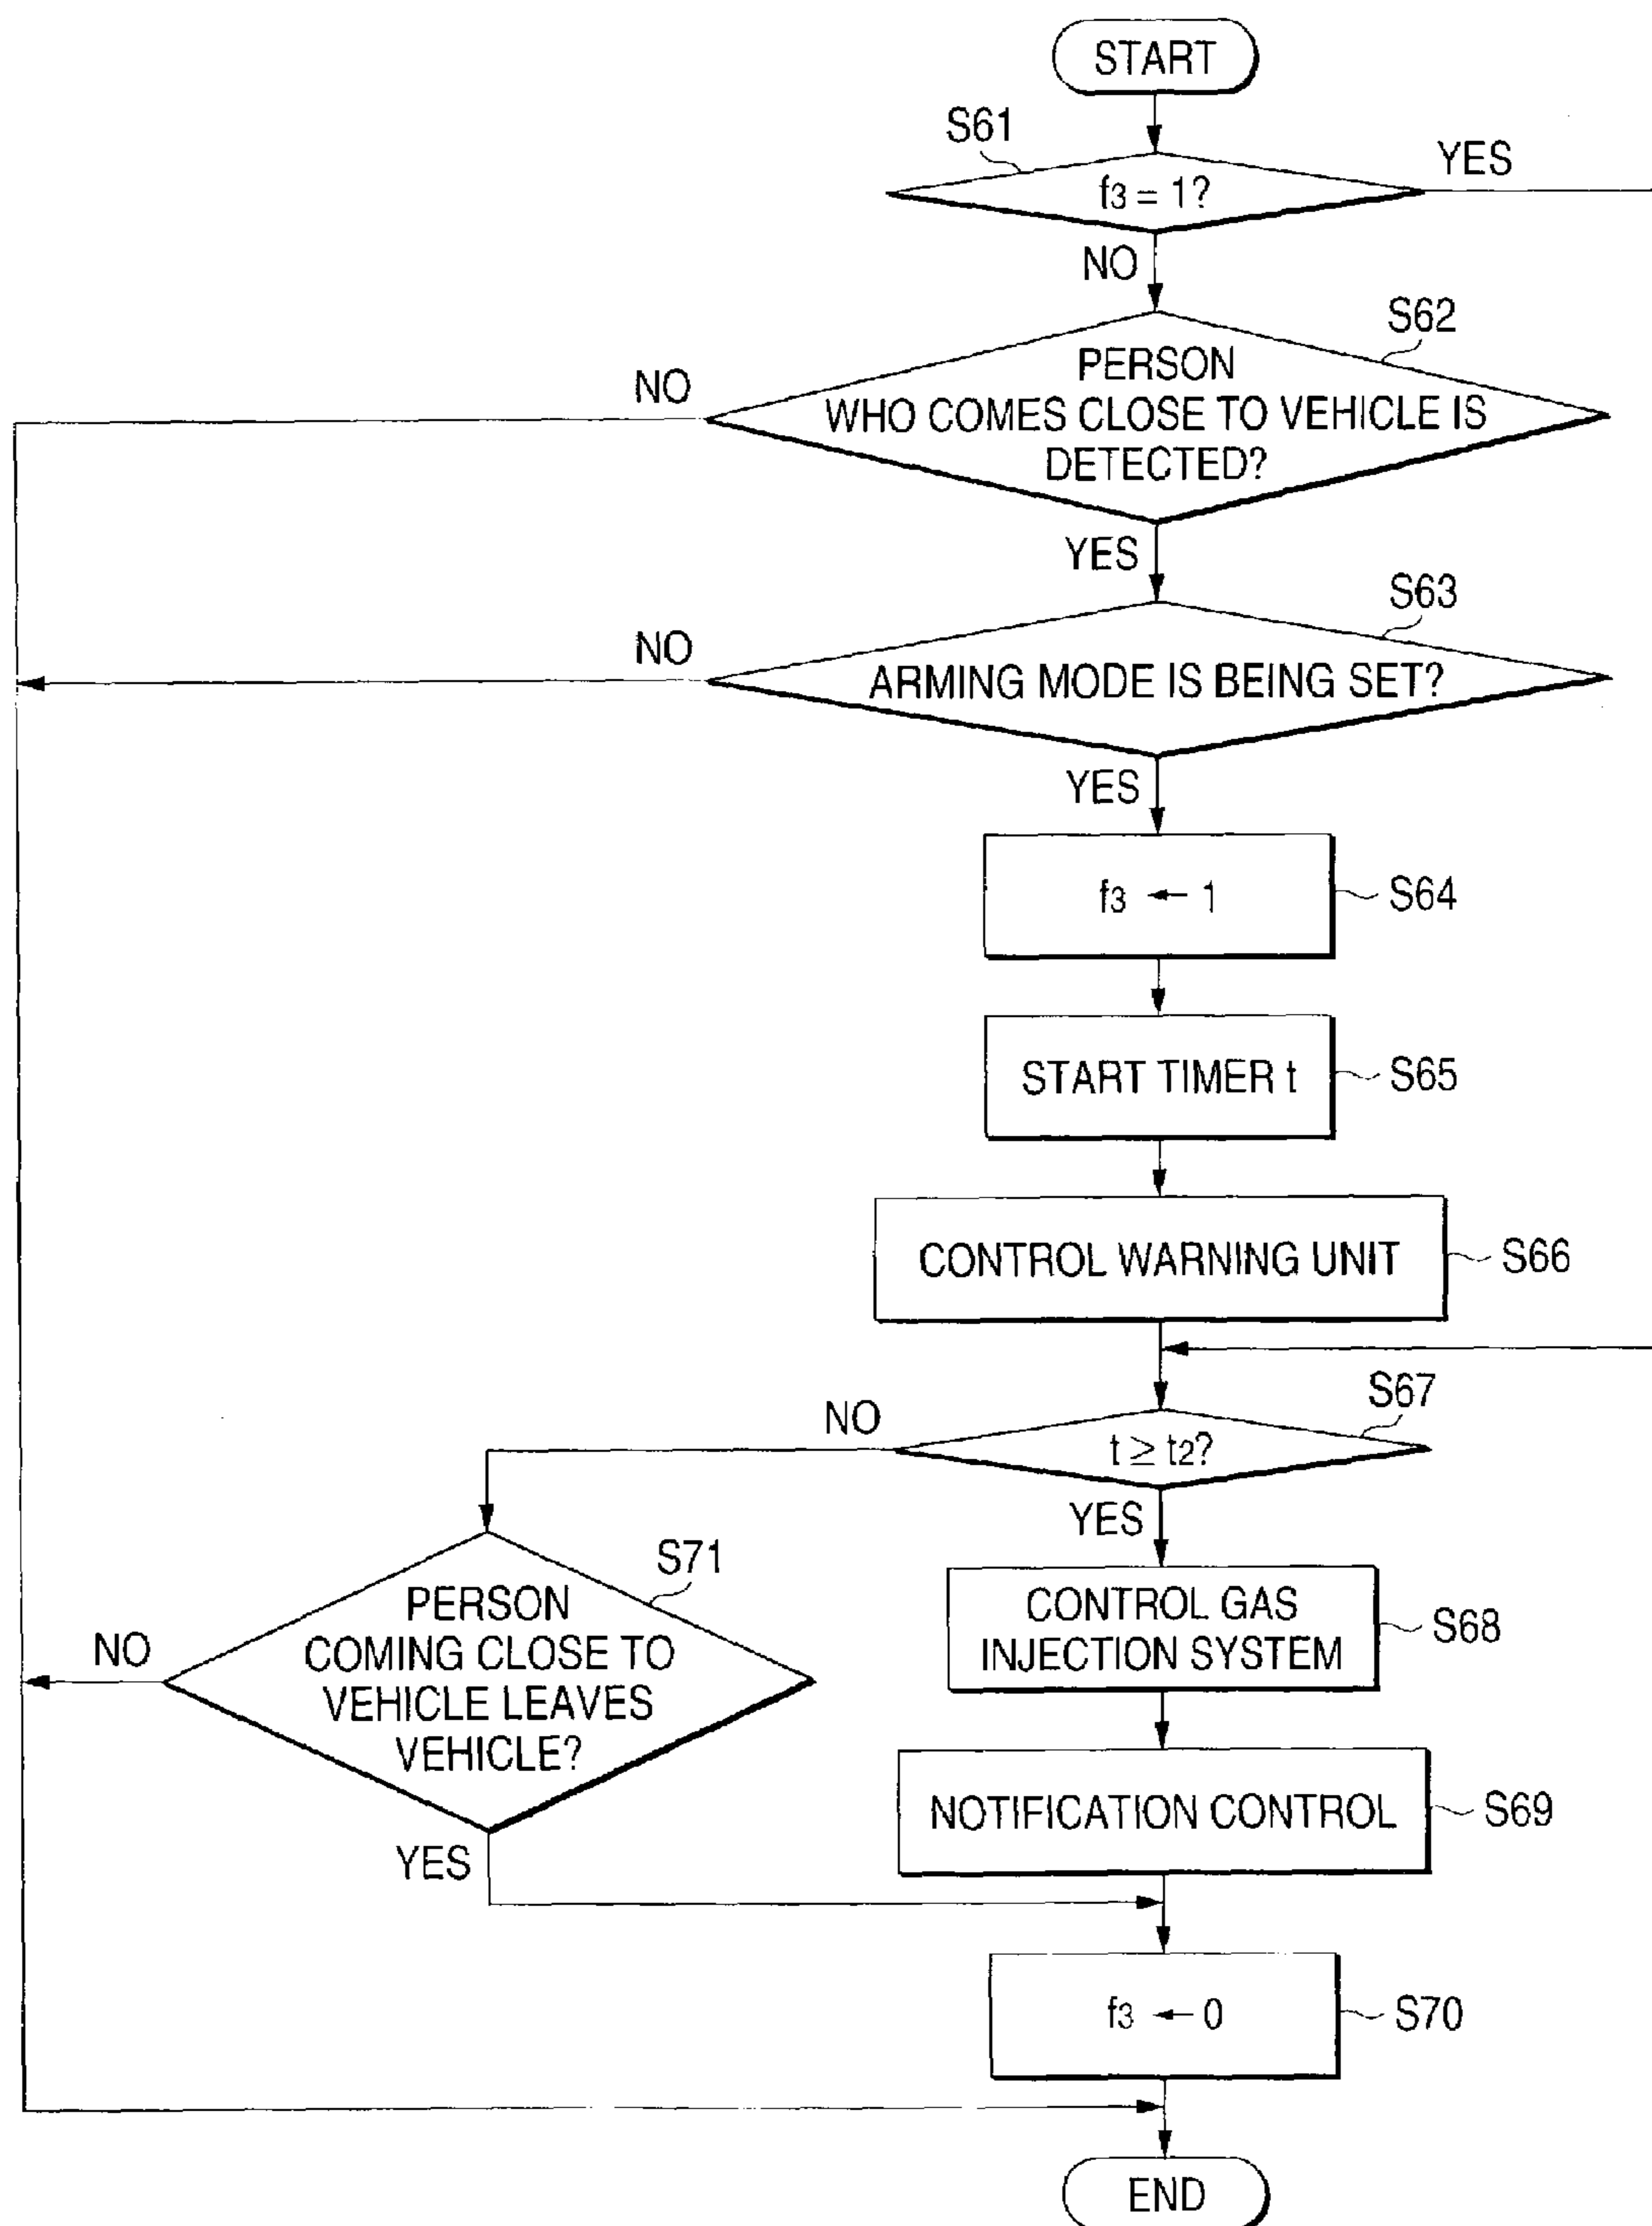 START
S61
YES
f3 = 1?
NO
S62
PERSON
WHO COMES CLOSE TO VEHICLE IS
DETECTED?
NO
YES
S63
NO
ARMING MODE IS BEING SET?
YES
f3 ← 1
S64
START TIMER t
S65
CONTROL WARNING UNIT
S66
S67
NO
t ≥ t2?
YES
S71
PERSON
COMING CLOSE TO
VEHICLE LEAVES
VEHICLE?
NO
YES
CONTROL GAS
INJECTION SYSTEM
S68
NOTIFICATION CONTROL
S69
f3 ← 0
S70
END